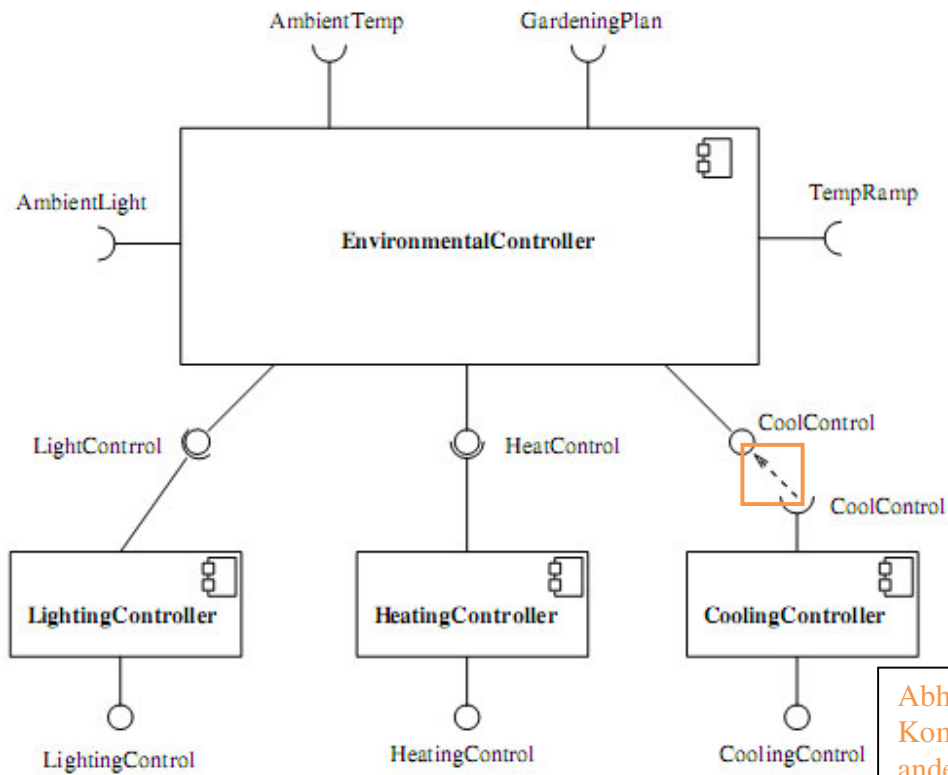 AmbientTemp
GardeningPlan
AmbientLight
TempRamp
EnvironmentalController
LightContrrol
HeatControl
CoolControl
CoolControl
LightingController
HeatingController
CoolingController
LightingControl
HeatingControl
CoolingControl
Abh
Kon
ande